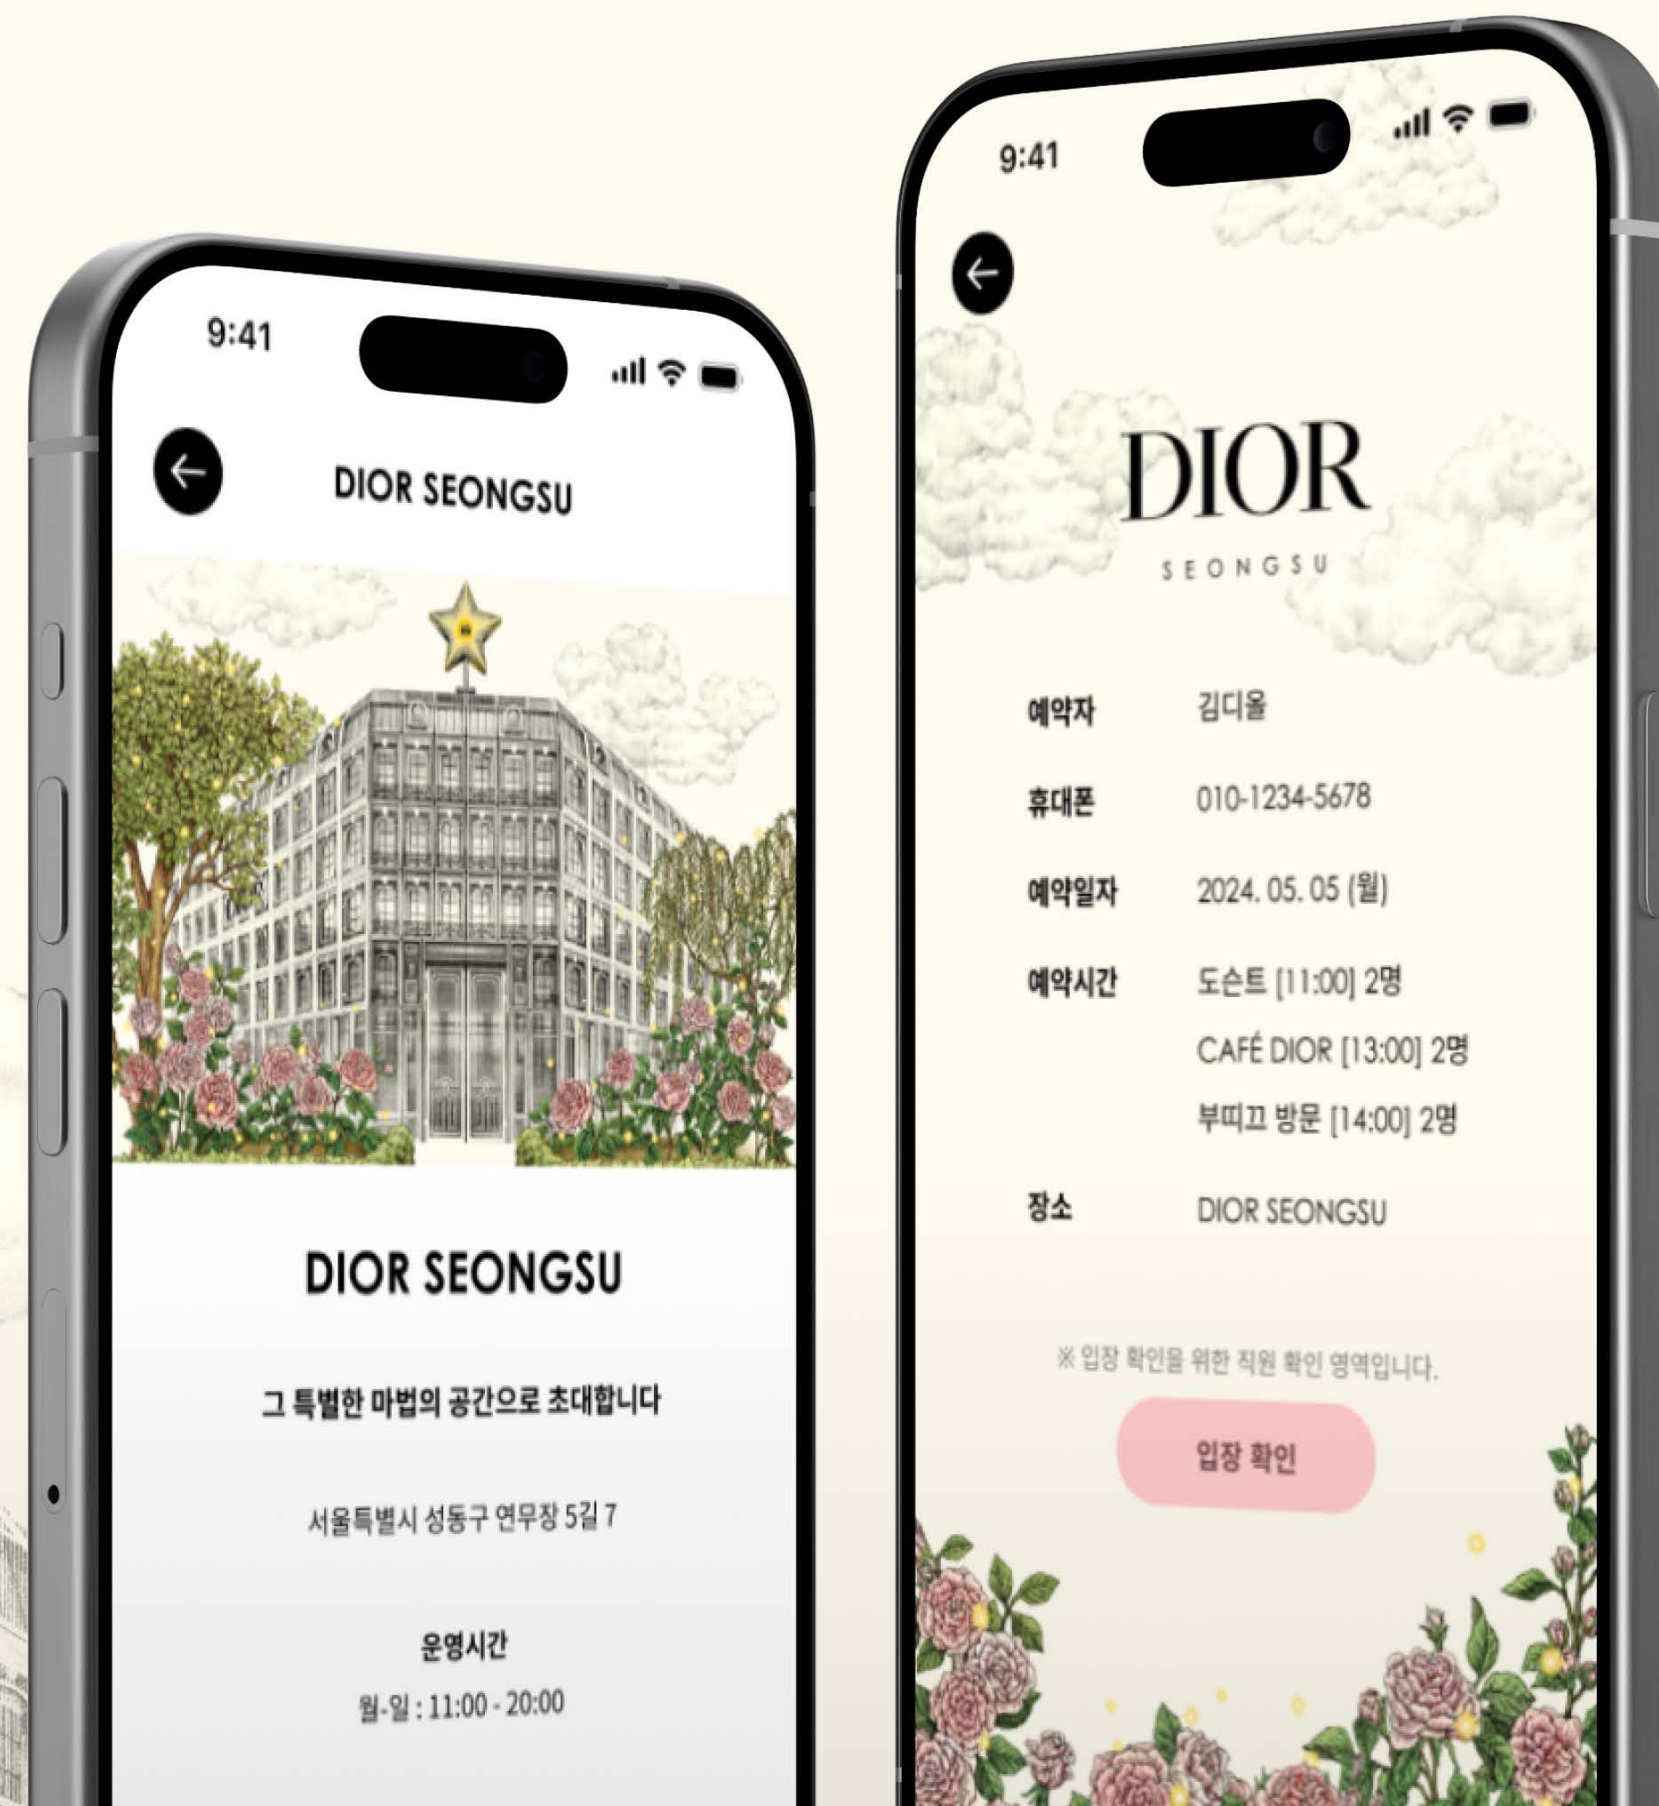 9:41
DIOR SEONGSU
DIOR SEONGSU
그 특별한 마법의 공간으로 초대합니다
서울특별시 성동구 연무장 5길 7
운영시간
월-일 : 11:00 - 20:00
9:41
DIOR
SEONGSU
예약자 김디올
휴대폰 010-1234-5678
예약일자 2024. 05. 05 (월)
예약시간 도슨트 [11:00] 2명
CAFÉ DIOR [13:00] 2명
부띠끄 방문 [14:00] 2명
장소 DIOR SEONGSU
※ 입장 확인을 위한 직원 확인 영역입니다.
입장 확인